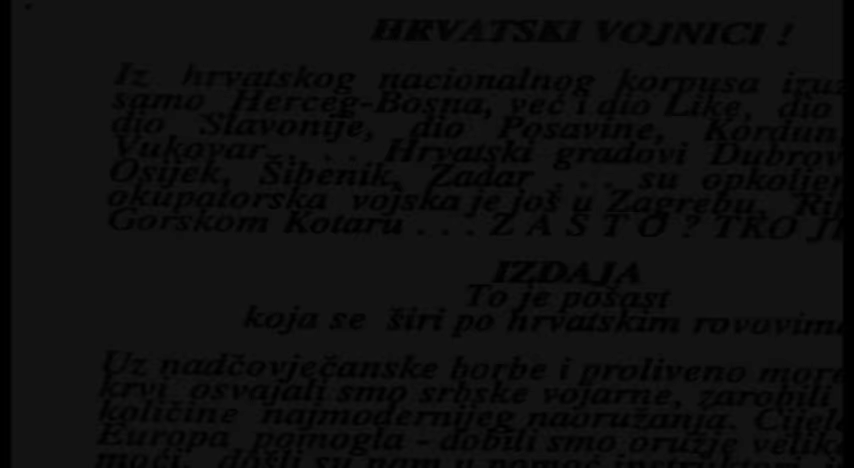 HRVATSKI VOJNICI !
Iz hrvatskog nacionalnog korpusa
samo Herceg-Bosna, već i dio Like, dio
dio Slavonije, dio Posavine, Kordun
Vukovar. . . . Hrvatski gradovi
Osijek, Šibenik, Zadar . . . su
okupatorska vojska je još u Zagrebu,
Gorskom Kotaru . . . Z A Š T O ? TKO
IZDAJA
To je pošast
koja se širi po hrvatskim rovovima
Uz nadčovječanske borbe i proliveno more
krvi osvajali smo srbske vojarne, zarobili
količine najmodernijeg naoružanja.
Europa pomogla - dobili smo oružje
moći, došli su nam u pomoć